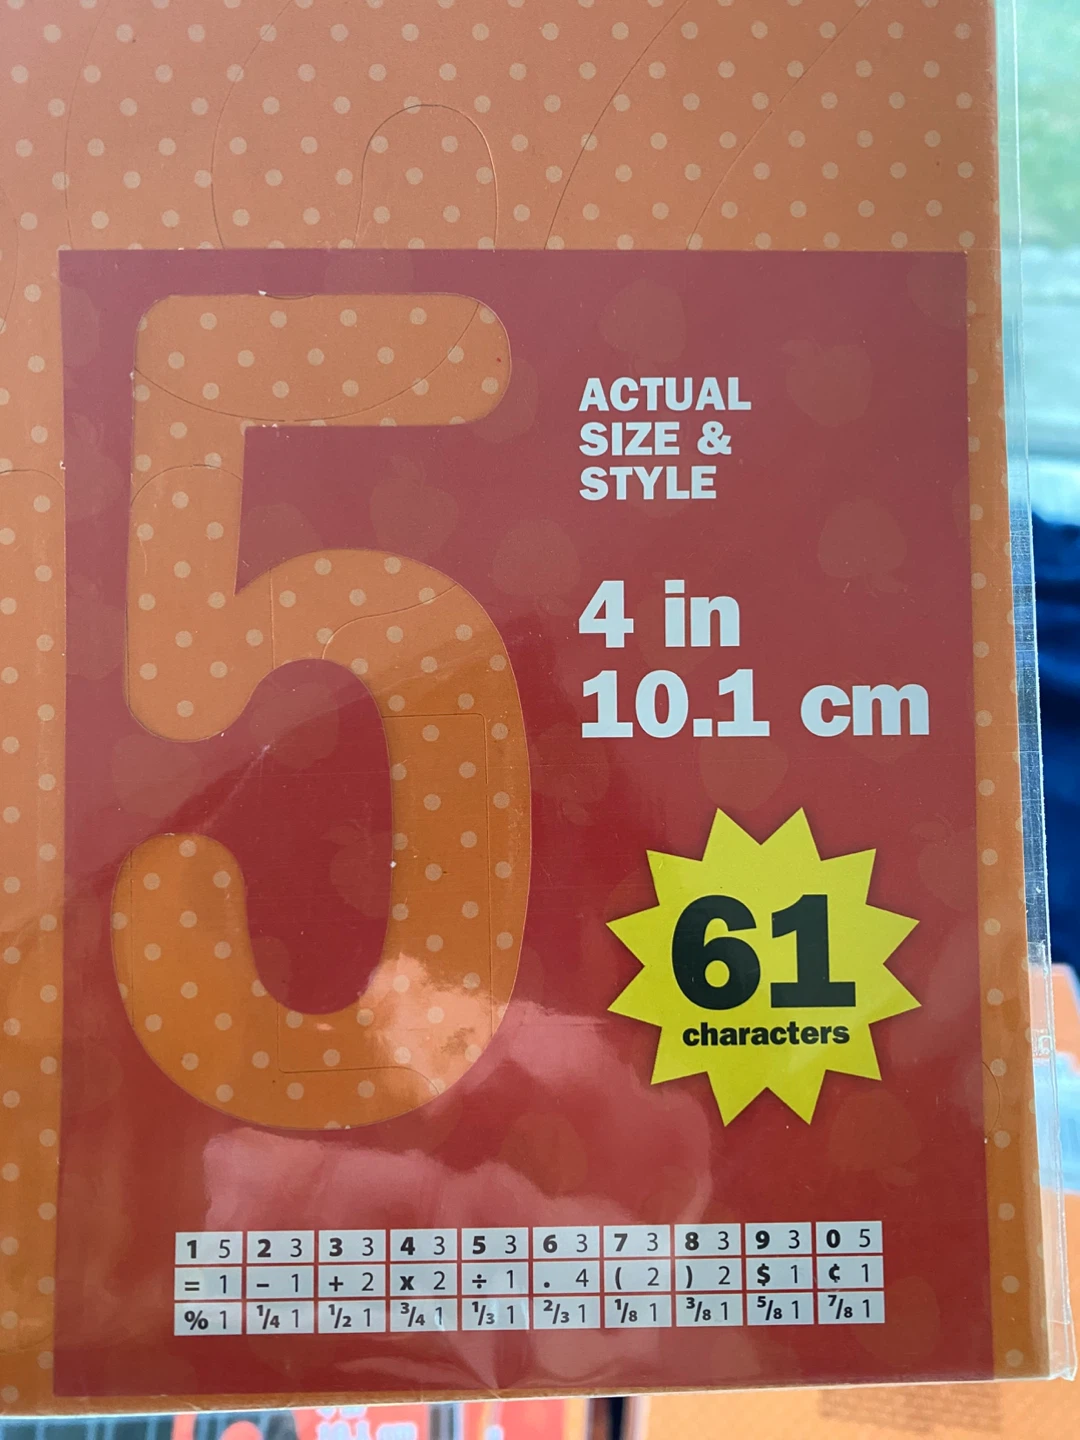 5
ACTUAL
SIZE &
STYLE
4 in
10.1 cm
61
characters
1 5 2 3 3 3 4 3 5 3 6 3 7 3 8 3 9 3 0 5
= 1 – 1 + 2 x 2 ÷ 1 . 4 ( 2 ) 2 $ 1 ¢ 1
% 1 1/4 1 1/2 1 3/4 1 1/3 1 2/3 1 1/8 1 3/8 1 5/8 1 7/8 1